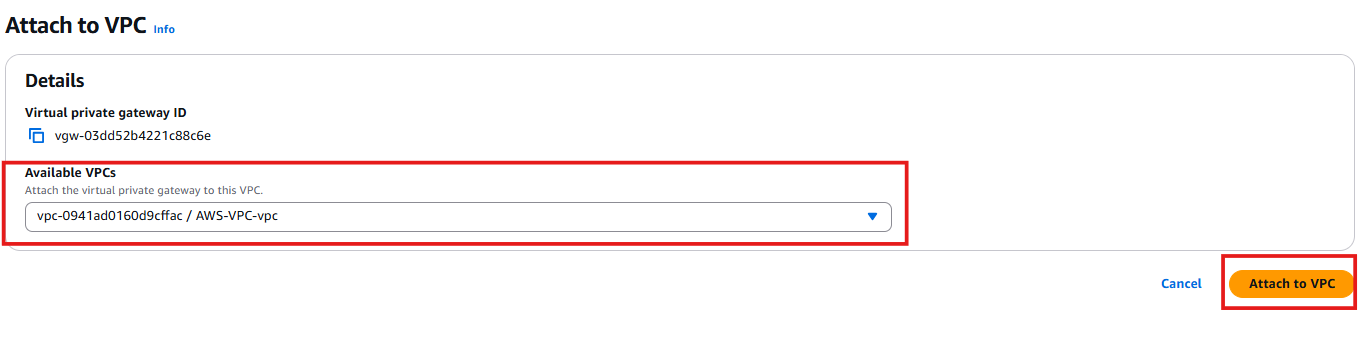 Attach to VPC Info
Details
Virtual private gateway ID
vgw-03dd52b4221c88c6e
Available VPCs
Attach the virtual private gateway to this VPC.
vpc-0941ad0160d9cffac / AWS-VPC-vpc
Cancel Attach to VPC